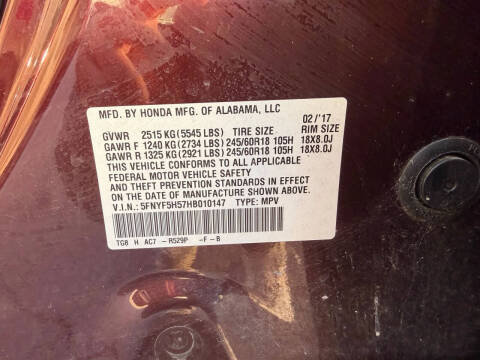 MFD. BY HONDA MFG. OF ALABAMA, LLC 02/'17
GVWR 2515 KG (5545 LBS) TIRE SIZE RIM SIZE
GAWR F 1240 KG (2734 LBS) 245/60R18 105H 18X8.0J
GAWR R 1325 KG (2921 LBS) 245/60R18 105H 18X8.0J
THIS VEHICLE CONFORMS TO ALL APPLICABLE
FEDERAL MOTOR VEHICLE SAFETY
AND THEFT PREVENTION STANDARDS IN EFFECT
ON THE DATE OF MANUFACTURE SHOWN ABOVE.
V.I.N.: 5FNYF5H57HB010147 TYPE: MPV
TG8 H AC7 -R529P -F-B